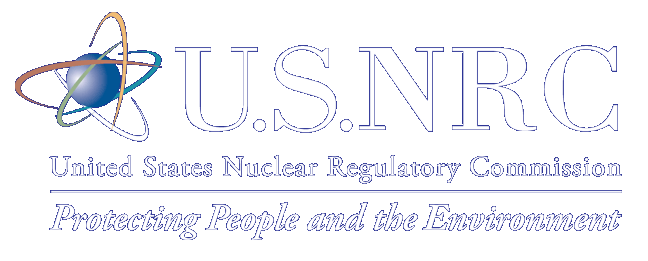 U.S.NRC
United States Nuclear Regulatory Commission
Protecting People and the Environment